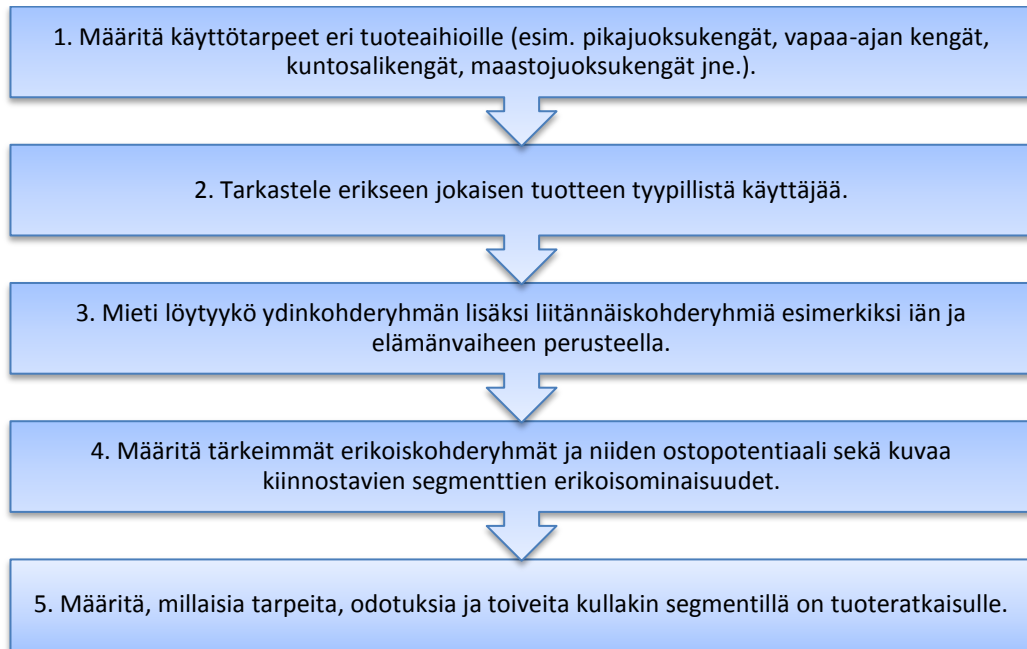 1. Määritä käyttötarpeet eri tuoteaihioille (esim. pikajuoksukengät, vapaa-ajan kengät,
kuntosalikengät, maastojuoksukengät jne.).
2. Tarkastele erikseen jokaisen tuotteen tyypillistä käyttäjää.
3. Mieti löytyykö ydinkohderyhmän lisäksi liitännäiskohderyhmiä esimerkiksi iän ja
elämänvaiheen perusteella.
4. Määritä tärkeimmät erikoiskohderyhmät ja niiden ostopotentiaali sekä kuvaa
kiinnostavien segmenttien erikoisominaisuudet.
5. Määritä, millaisia tarpeita, odotuksia ja toiveita kullakin segmentillä on tuoteratkaisulle.